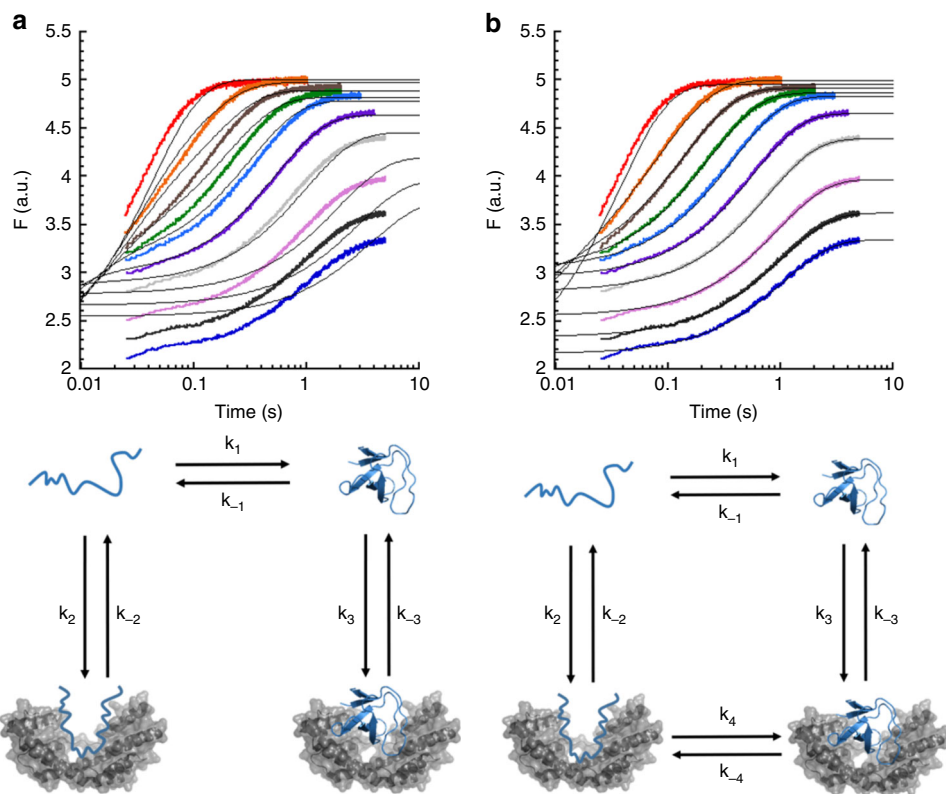 a
5.5
5
4.5
4
3.5
3
2.5
2
F (a.u.)
0.01
0.1
1
10
Time (s)
b
5.5
5
4.5
4
3.5
3
2.5
2
F (a.u.)
0.01
0.1
1
10
Time (s)
k₁
k₋₁
k₂
k₋₂
k₃
k₋₃
k₁
k₋₁
k₂
k₋₂
k₃
k₋₃
k₄
k₋₄